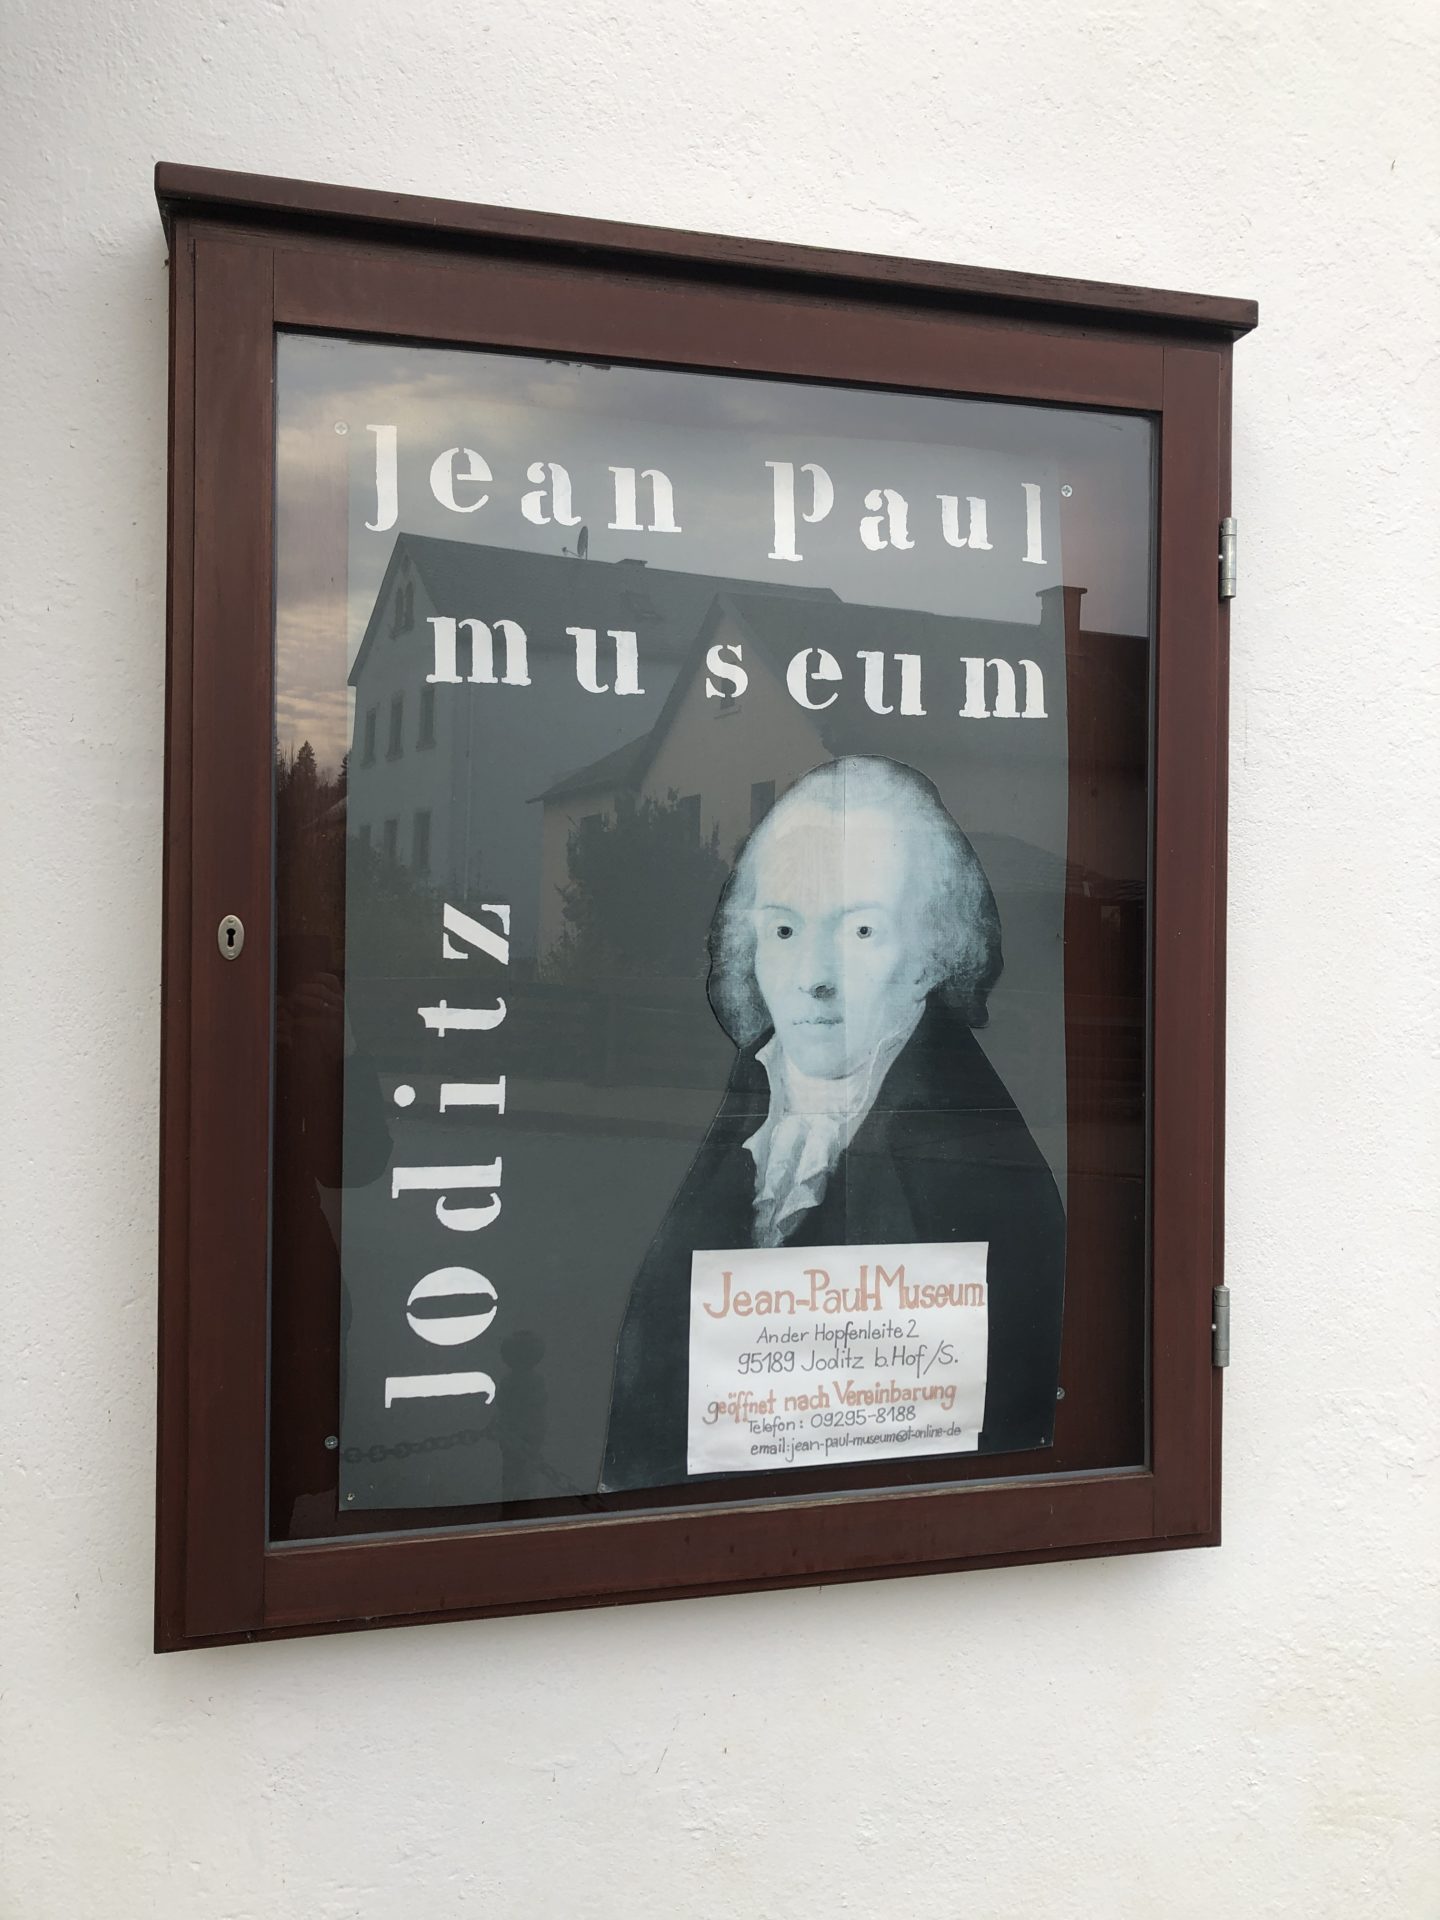 Jean Paul
museum
Joditz
Jean-Paul-Museum
An der Hopfenleite 2
95189 Joditz b. Hof/S.
geöffnet nach Vereinbarung
Telefon: 09295-8188
email: jean-paul-museum@t-online-de